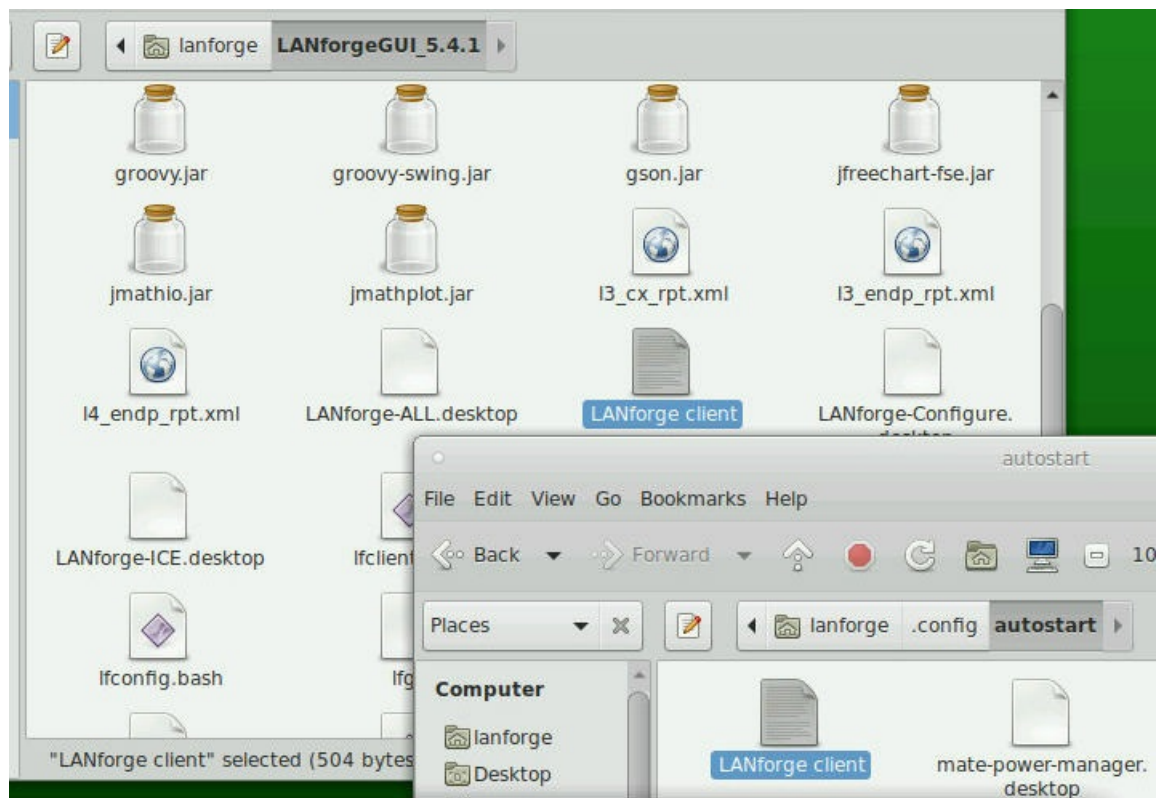 lanforge LANforgeGUI_5.4.1
groovy.jar groovy-swing.jar gson.jar jfreechart-fse.jar
jmathio.jar jmathplot.jar l3_cx_rpt.xml l3_endp_rpt.xml
l4_endp_rpt.xml LANforge-ALL.desktop LANforge client LANforge-Configure.
LANforge-ICE.desktop lfclient
lfconfig.bash lfg
"LANforge client" selected (504 bytes
autostart
File Edit View Go Bookmarks Help
Back Forward 10
Places lanforge .config autostart
Computer
lanforge
Desktop
LANforge client mate-power-manager.
desktop